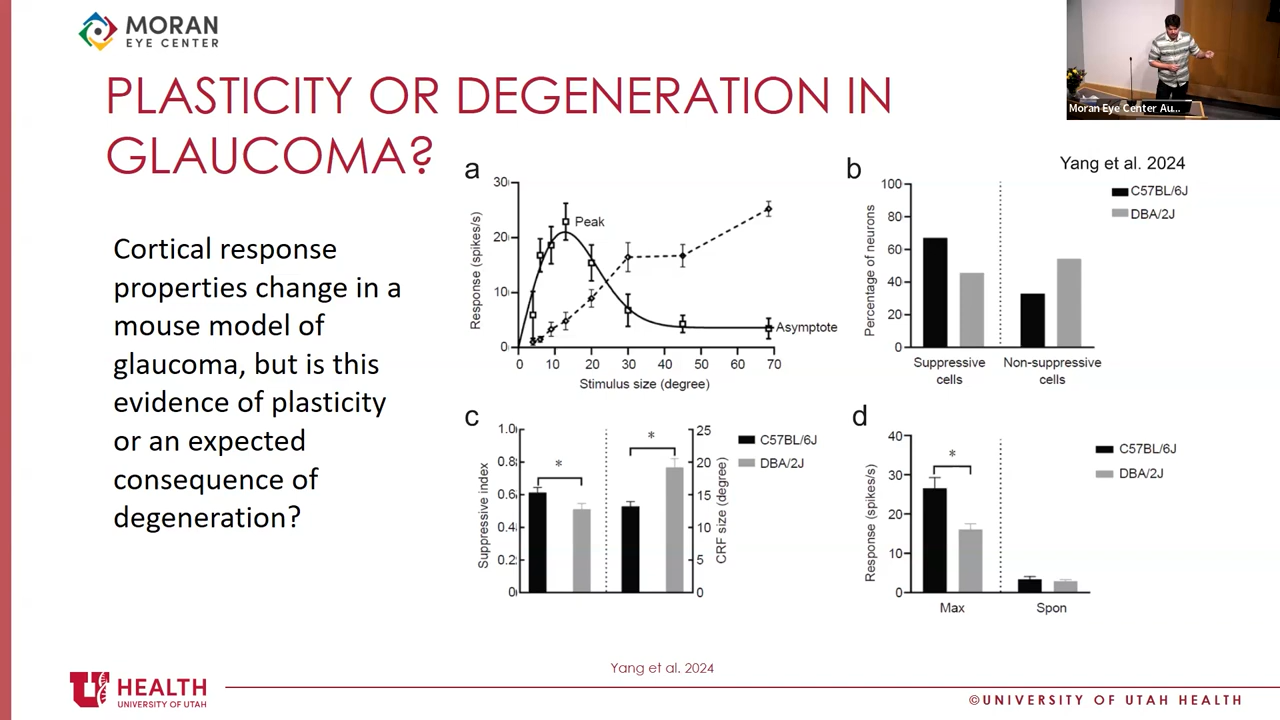 MORAN
EYE CENTER
Moran Eye Center Au...
PLASTICITY OR DEGENERATION IN
GLAUCOMA?
Yang et al. 2024
Cortical response
properties change in a
mouse model of
glaucoma, but is this
evidence of plasticity
or an expected
consequence of
degeneration?
a
30
20
10
0
Response (spikes/s)
Peak
Asymptote
0 10 20 30 40 50 60 70
Stimulus size (degree)
b
100
80
60
40
20
0
Percentage of neurons
C57BL/6J
DBA/2J
Suppressive
cells
Non-suppressive
cells
c
1.0
0.8
0.6
0.4
0.2
0
Suppressive index
*
*
25
20
15
10
5
0
CRF size (degree)
C57BL/6J
DBA/2J
d
40
30
20
10
0
Response (spikes/s)
*
C57BL/6J
DBA/2J
Max Spon
Yang et al. 2024
U HEALTH
UNIVERSITY OF UTAH
©UNIVERSITY OF UTAH HEALTH